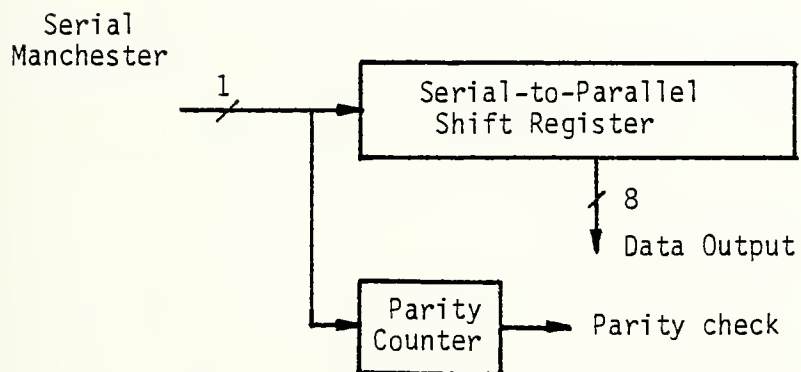 Serial
Manchester
1
Serial-to-Parallel
Shift Register
8
Data Output
Parity
Counter
Parity check